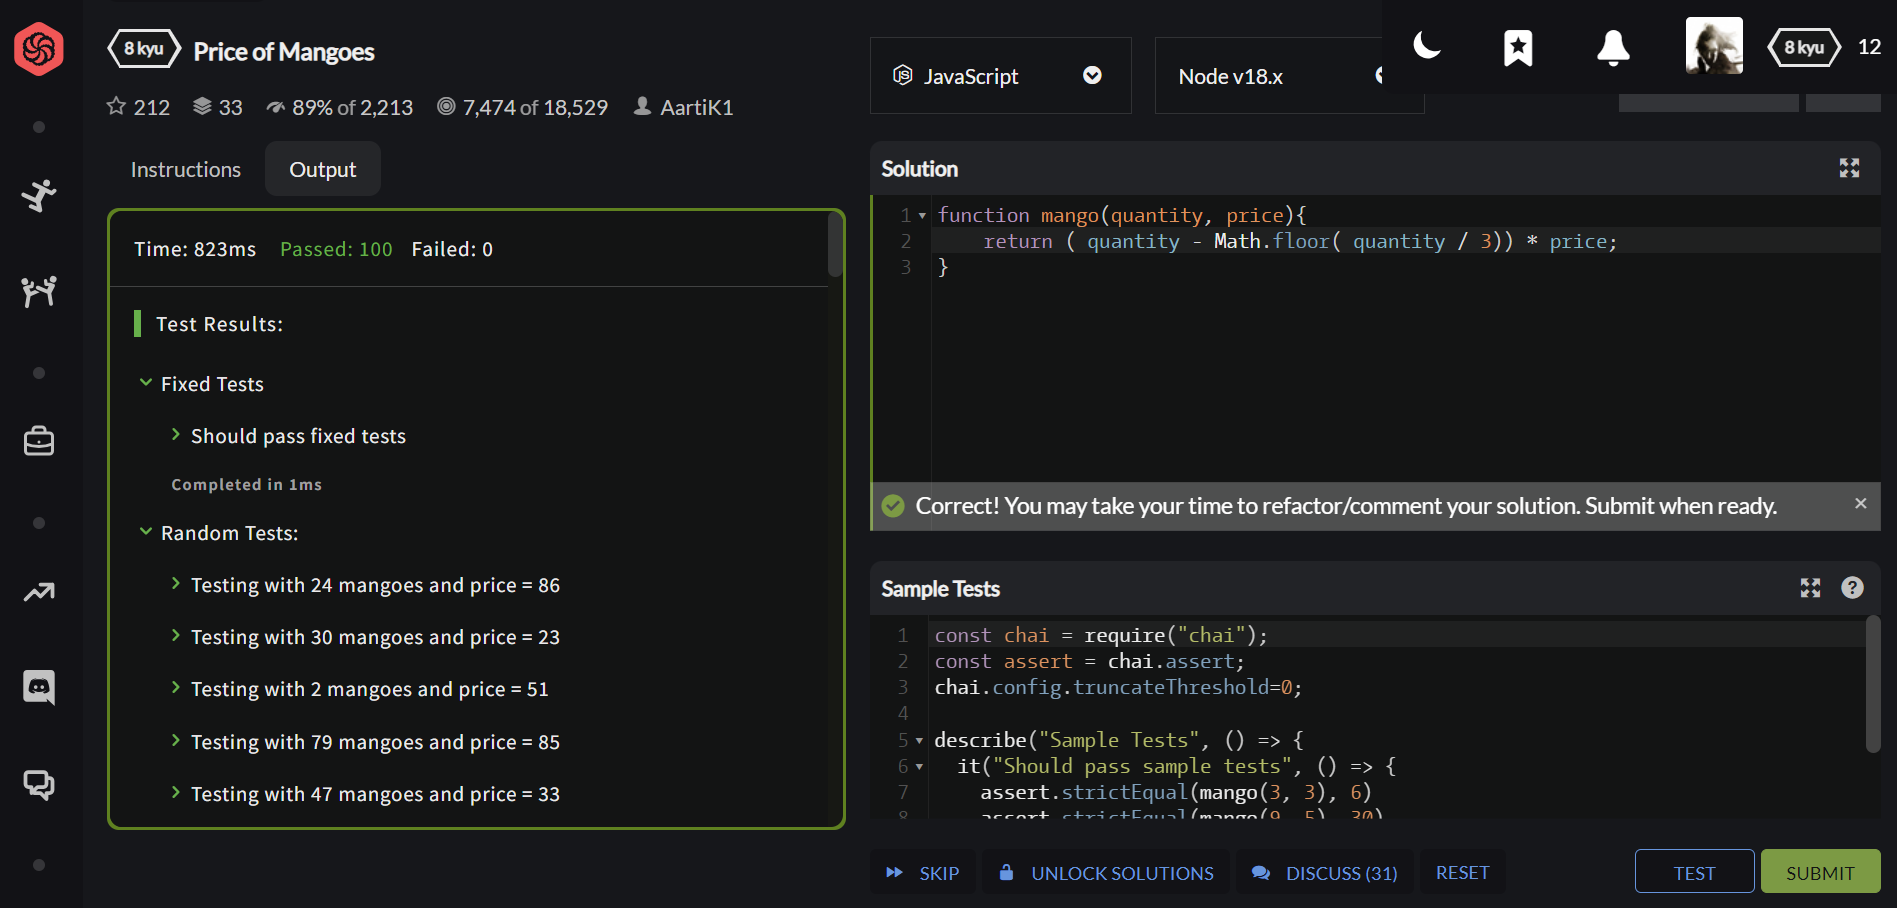 8 kyu Price of Mangoes
212 33 89% of 2,213 7,474 of 18,529 AartiK1
JavaScript
Node v18.x
8 kyu 12
Instructions Output
Time: 823ms Passed: 100 Failed: 0
Test Results:
Fixed Tests
Should pass fixed tests
Completed in 1ms
Random Tests:
Testing with 24 mangoes and price = 86
Testing with 30 mangoes and price = 23
Testing with 2 mangoes and price = 51
Testing with 79 mangoes and price = 85
Testing with 47 mangoes and price = 33
Solution
1 function mango(quantity, price){
2 return ( quantity - Math.floor( quantity / 3)) * price;
3 }
Correct! You may take your time to refactor/comment your solution. Submit when ready. ×
Sample Tests
1 const chai = require("chai");
2 const assert = chai.assert;
3 chai.config.truncateThreshold=0;
4
5 describe("Sample Tests", () => {
6 it("Should pass sample tests", () => {
7 assert.strictEqual(mango(3, 3), 6)
8 assert.strictEqual(mango(9, 5), 30)
SKIP UNLOCK SOLUTIONS DISCUSS (31) RESET TEST SUBMIT